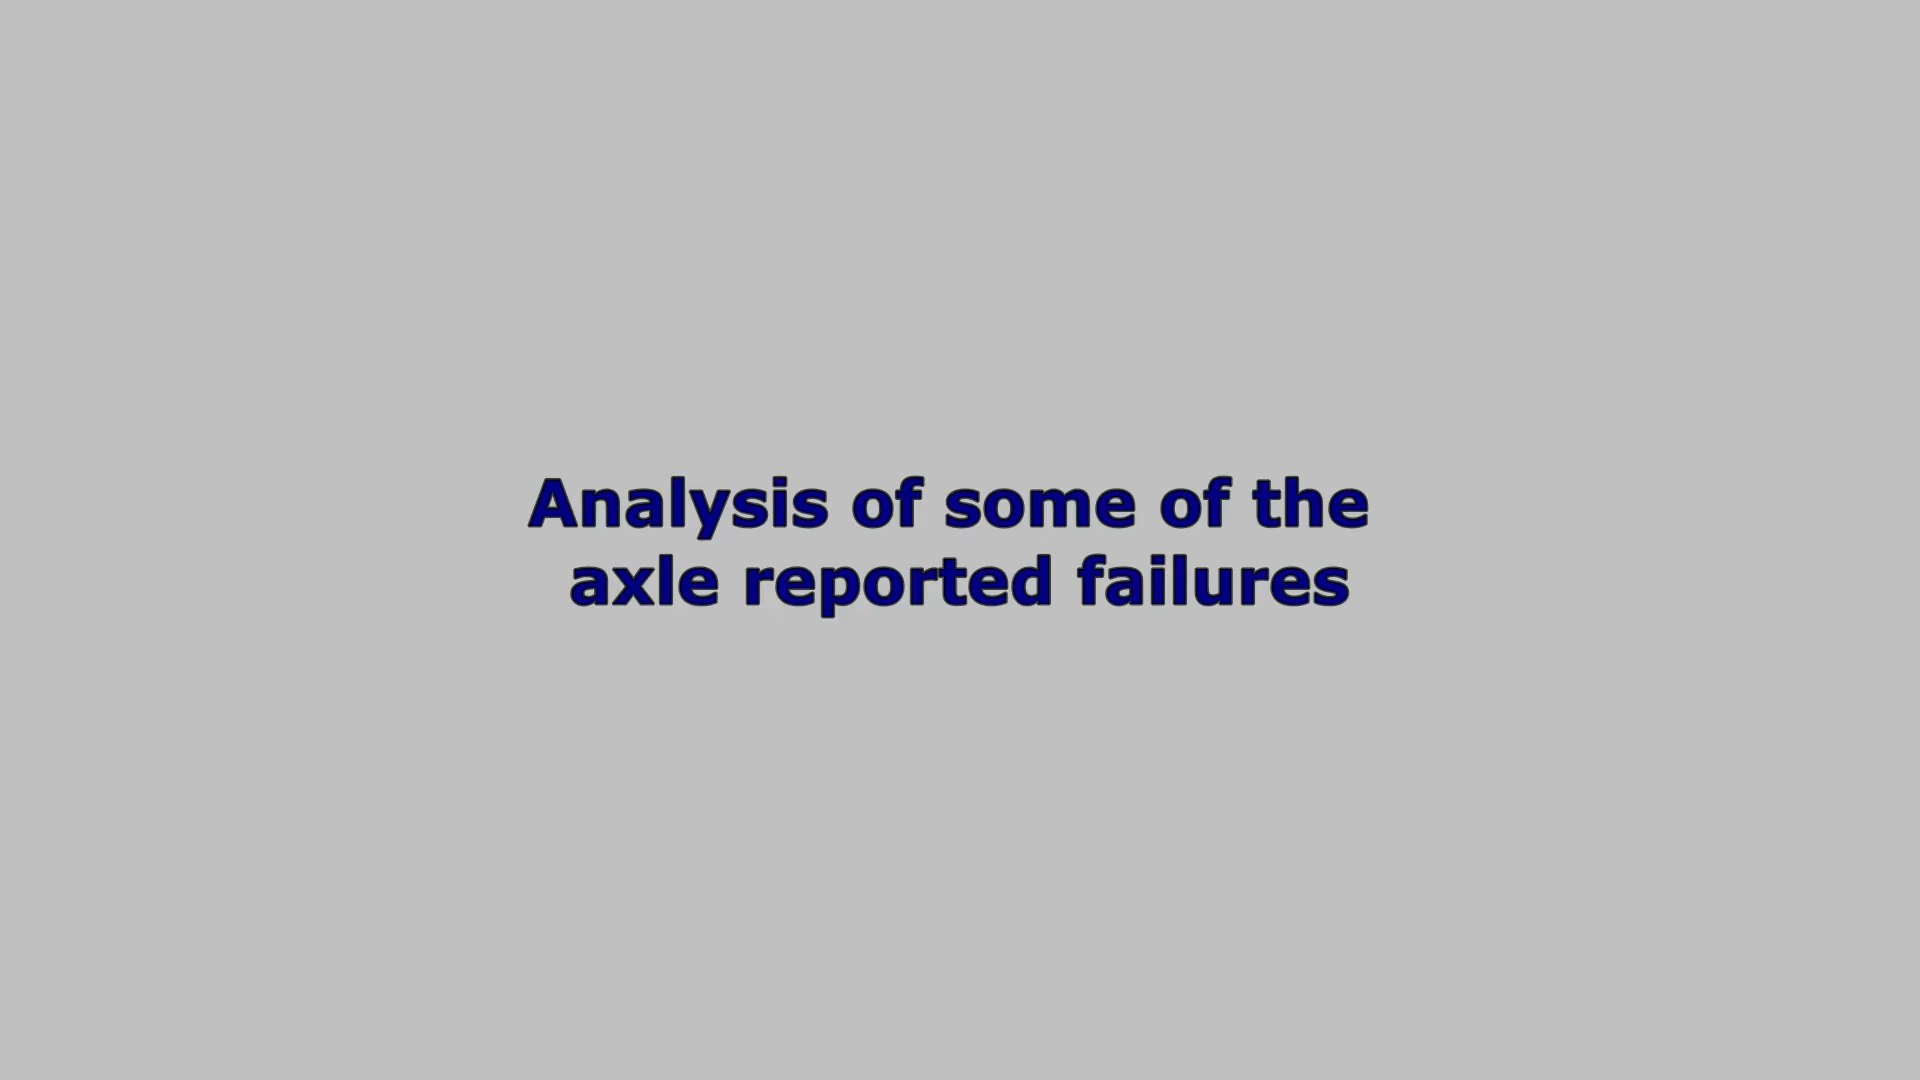 Analysis of some of the
axle reported failures